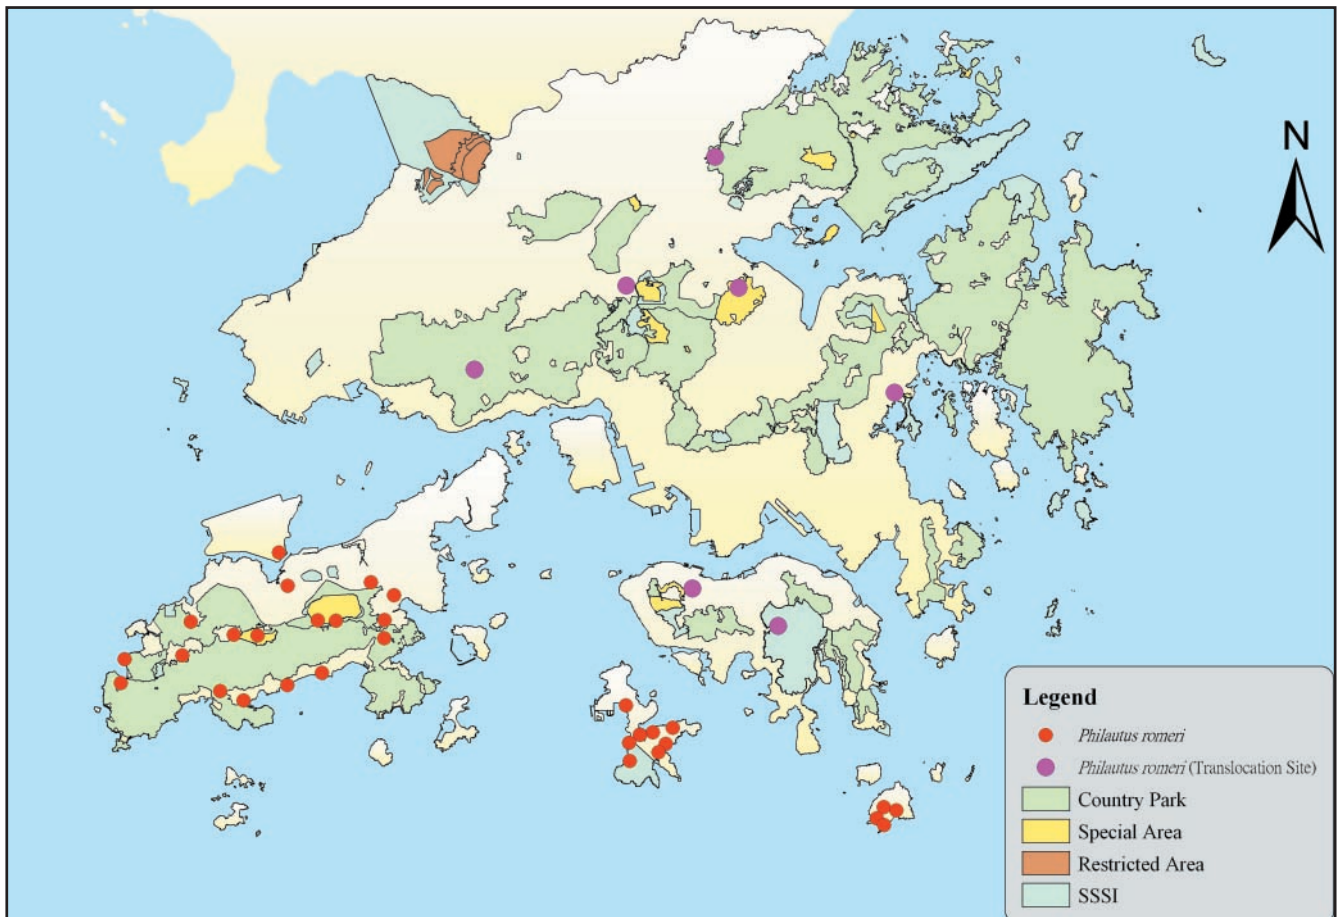 N
Legend
Philautus romeri
Philautus romeri (Translocation Site)
Country Park
Special Area
Restricted Area
SSSI